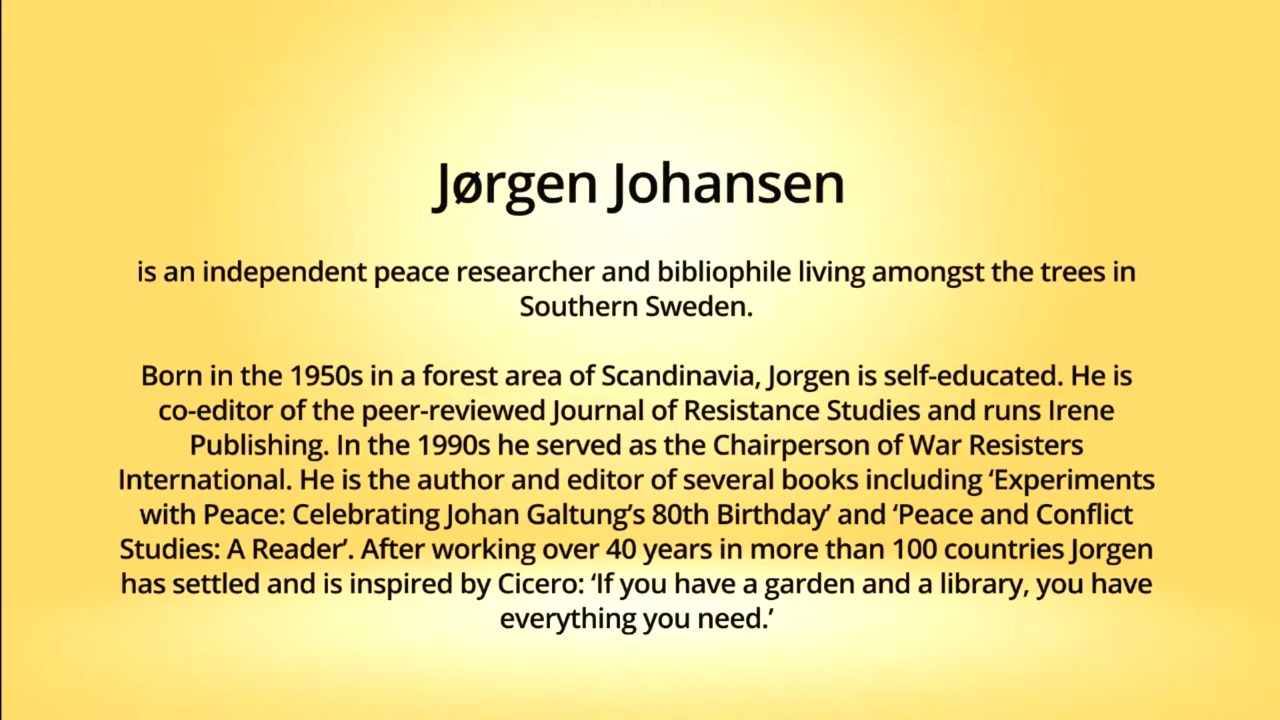 Jørgen Johansen
is an independent peace researcher and bibliophile living amongst the trees in
Southern Sweden.
Born in the 1950s in a forest area of Scandinavia, Jorgen is self-educated. He is
co-editor of the peer-reviewed Journal of Resistance Studies and runs Irene
Publishing. In the 1990s he served as the Chairperson of War Resisters
International. He is the author and editor of several books including ‘Experiments
with Peace: Celebrating Johan Galtung’s 80th Birthday’ and ‘Peace and Conflict
Studies: A Reader’. After working over 40 years in more than 100 countries Jorgen
has settled and is inspired by Cicero: ‘If you have a garden and a library, you have
everything you need.’